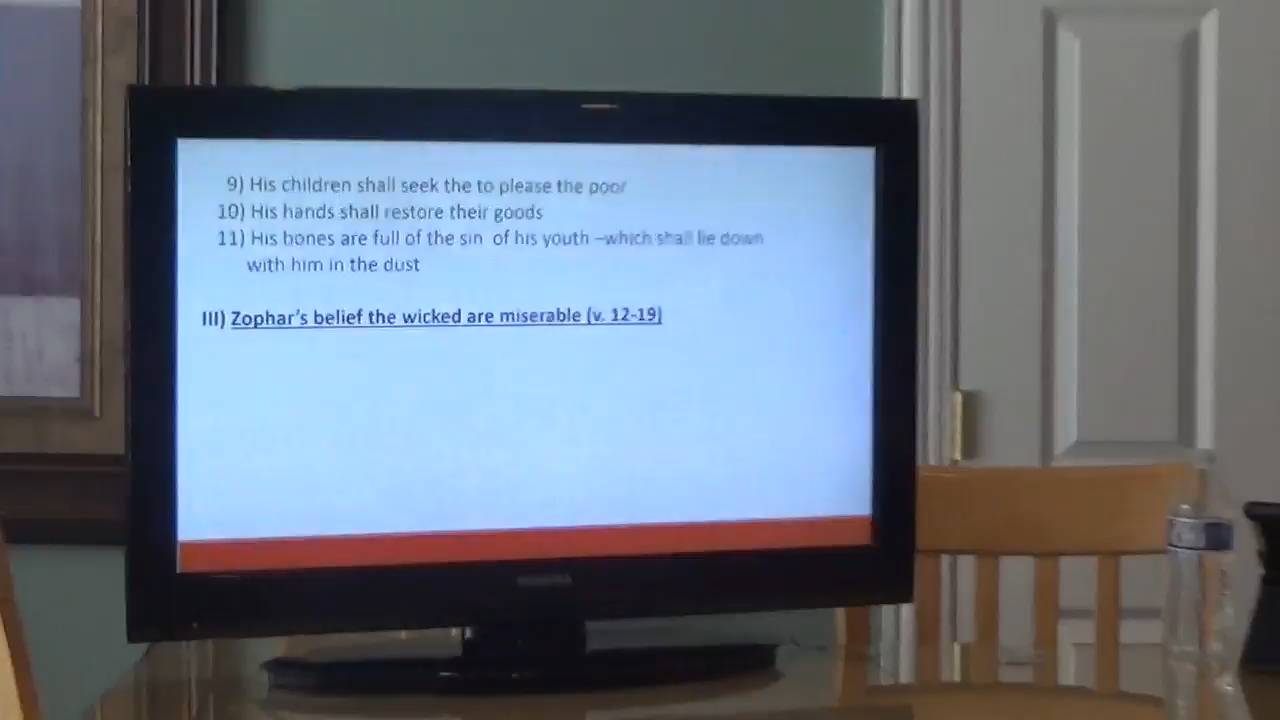 9) His children shall seek the to please the poor
10) His hands shall restore their goods
11) His bones are full of the sin of his youth –which shall lie down
with him in the dust
III) Zophar's belief the wicked are miserable (v. 12-19)